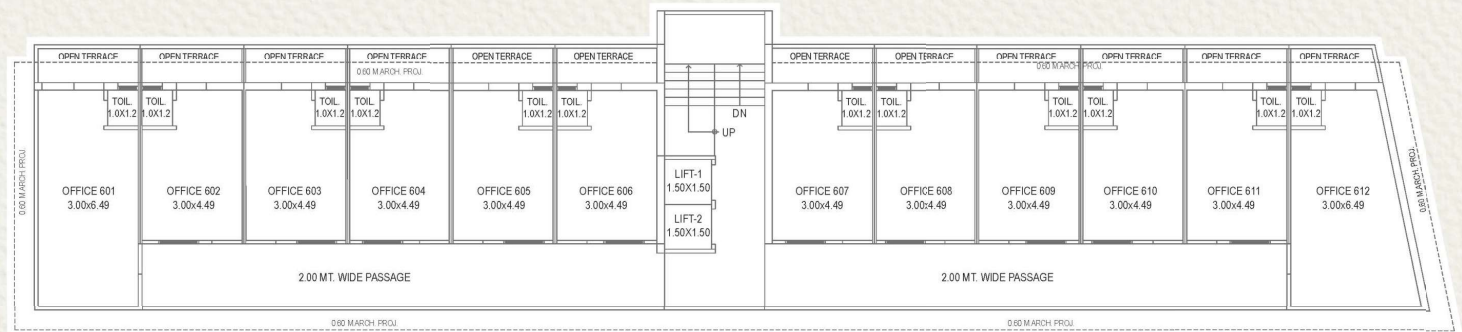 OPEN TERRACE
OPEN TERRACE
OPEN TERRACE
OPEN TERRACE
OPEN TERRACE
OPEN TERRACE
OPEN TERRACE
OPEN TERRACE
OPEN TERRACE
OPEN TERRACE
OPEN TERRACE
OPEN TERRACE
0.60 MARCH. PROJ.
0.60 MARCH. PROJ.
TOIL.
1.0X1.2
TOIL.
1.0X1.2
TOIL.
1.0X1.2
TOIL.
1.0X1.2
TOIL.
1.0X1.2
TOIL.
1.0X1.2
DN
UP
TOIL.
1.0X1.2
TOIL.
1.0X1.2
TOIL.
1.0X1.2
TOIL.
1.0X1.2
TOIL.
1.0X1.2
TOIL.
1.0X1.2
0.60 MARCH. PROJ.
OFFICE 601
3.00x6.49
OFFICE 602
3.00x4.49
OFFICE 603
3.00x4.49
OFFICE 604
3.00x4.49
OFFICE 605
3.00x4.49
OFFICE 606
3.00x4.49
LIFT-1
1.50X1.50
LIFT-2
1.50X1.50
OFFICE 607
3.00x4.49
OFFICE 608
3.00x4.49
OFFICE 609
3.00x4.49
OFFICE 610
3.00x4.49
OFFICE 611
3.00x4.49
OFFICE 612
3.00x6.49
0.60 MARCH. PROJ.
2.00 MT. WIDE PASSAGE
2.00 MT. WIDE PASSAGE
0.60 MARCH. PROJ.
0.60 MARCH. PROJ.